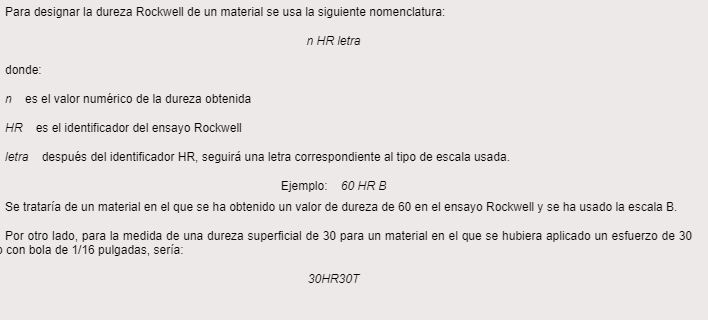 Para designar la dureza Rockwell de un material se usa la siguiente nomenclatura:
n HR letra
donde:
n es el valor numérico de la dureza obtenida
HR es el identificador del ensayo Rockwell
letra después del identificador HR, seguirá una letra correspondiente al tipo de escala usada.
Ejemplo: 60 HR B
Se trataría de un material en el que se ha obtenido un valor de dureza de 60 en el ensayo Rockwell y se ha usado la escala B.
Por otro lado, para la medida de una dureza superficial de 30 para un material en el que se hubiera aplicado un esfuerzo de 30
con bola de 1/16 pulgadas, sería:
30HR30T